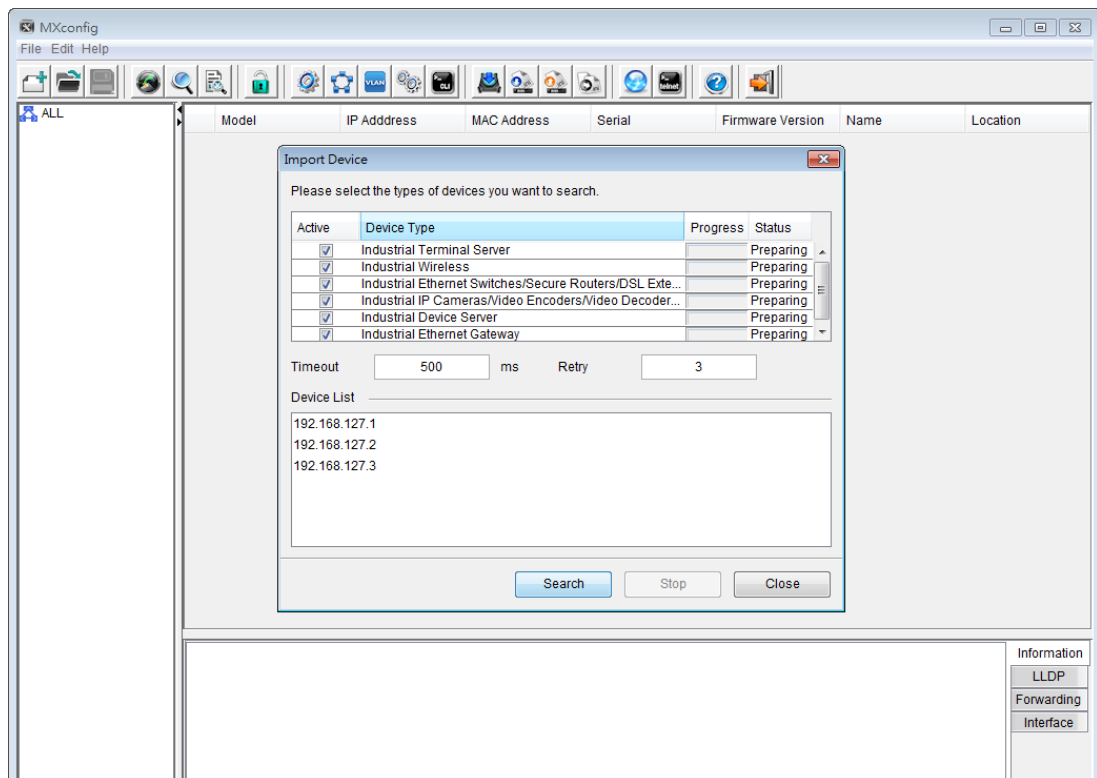 MXconfig
File Edit Help
VLAN CLI telnet
ALL
Model IP Adddress MAC Address Serial Firmware Version Name Location
Import Device
Please select the types of devices you want to search.
Active Device Type Progress Status
Industrial Terminal Server Preparing
Industrial Wireless Preparing
Industrial Ethernet Switches/Secure Routers/DSL Exte... Preparing
Industrial IP Cameras/Video Encoders/Video Decoder... Preparing
Industrial Device Server Preparing
Industrial Ethernet Gateway Preparing
Timeout 500 ms Retry 3
Device List
192.168.127.1
192.168.127.2
192.168.127.3
Search Stop Close
Information
LLDP
Forwarding
Interface